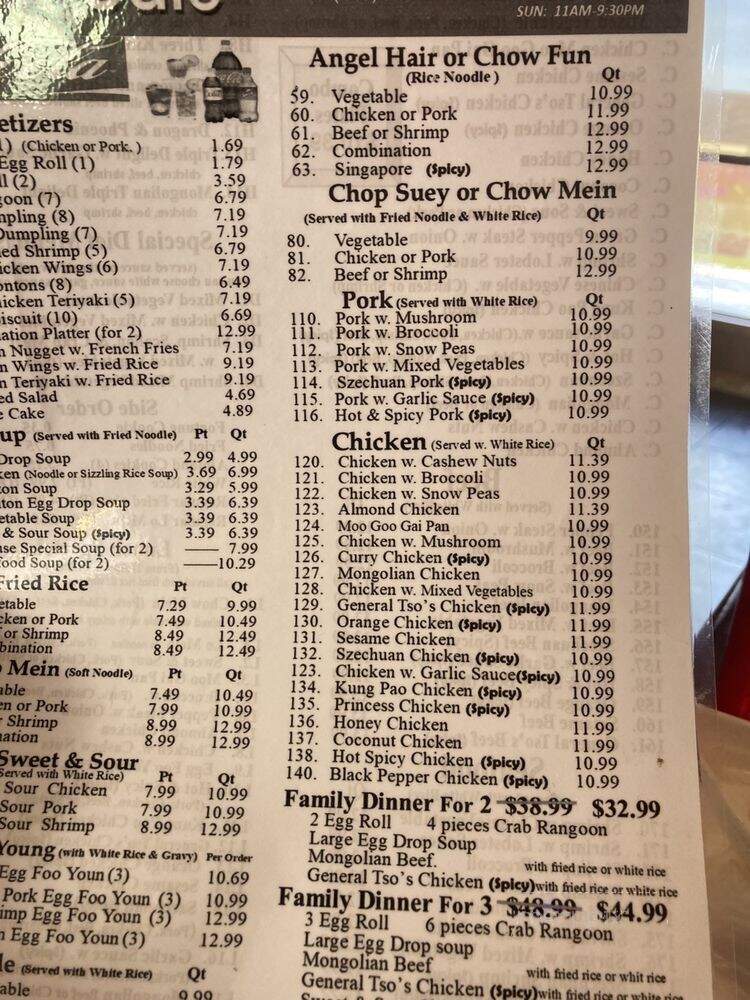 SUN: 11AM-9:30PM
(Chicken or Pork. ) 1.69
Egg Roll (1) 1.79
(2) 3.59
(7) 6.79
(8) 7.19
(7) 7.19
Shrimp (5) 6.79
Wings (6) 7.19
(8) 6.49
Teriyaki (5) 7.19
(10) 6.69
Platter (for 2) 12.99
Nugget w. French Fries 7.19
Wings w. Fried Rice 9.19
Teriyaki w. Fried Rice 9.19
Salad 4.69
Cake 4.89
(Served with Fried Noodle) Pt Qt
Drop Soup 2.99 4.99
(Noodle or Sizzling Rice Soup) 3.69 6.99
Soup 3.29 5.99
Egg Drop Soup 3.39 6.39
Soup 3.39 6.39
& Sour Soup (Spicy) 3.39 6.39
Special Soup (for 2) —— 7.99
Soup (for 2) ——10.29
Fried Rice Pt Qt
7.29 9.99
or Pork 7.49 10.49
or Shrimp 8.49 12.49
8.49 12.49
Mein (Soft Noodle) Pt Qt
7.49 10.49
or Pork 7.99 10.99
Shrimp 8.99 12.99
8.99 12.99
Sweet & Sour
(Served with White Rice) Pt Qt
Sour Chicken 7.99 10.99
Sour Pork 7.99 10.99
Sour Shrimp 8.99 12.99
Young (with White Rice & Gravy) Per Order
Egg Foo Youn (3) 10.69
Pork Egg Foo Youn (3) 10.99
Egg Foo Youn (3) 12.99
Egg Foo Youn (3) 12.99
(Served with White Rice) Qt
9.99
Angel Hair or Chow Fun
(Rice Noodle ) Qt
59. Vegetable 10.99
60. Chicken or Pork 11.99
61. Beef or Shrimp 12.99
62. Combination 12.99
63. Singapore (Spicy) 12.99
Chop Suey or Chow Mein
(Served with Fried Noodle & White Rice) Qt
80. Vegetable 9.99
81. Chicken or Pork 10.99
82. Beef or Shrimp 12.99
Pork (Served with White Rice) Qt
110. Pork w. Mushroom 10.99
111. Pork w. Broccoli 10.99
112. Pork w. Snow Peas 10.99
113. Pork w. Mixed Vegetables 10.99
114. Szechuan Pork (Spicy) 10.99
115. Pork w. Garlic Sauce (Spicy) 10.99
116. Hot & Spicy Pork (Spicy) 10.99
Chicken (Served w. White Rice) Qt
120. Chicken w. Cashew Nuts 11.39
121. Chicken w. Broccoli 10.99
122. Chicken w. Snow Peas 10.99
123. Almond Chicken 11.39
124. Moo Goo Gai Pan 10.99
125. Chicken w. Mushroom 10.99
126. Curry Chicken (Spicy) 10.99
127. Mongolian Chicken 10.99
128. Chicken w. Mixed Vegetables 10.99
129. General Tso's Chicken (Spicy) 11.99
130. Orange Chicken (Spicy) 11.99
131. Sesame Chicken 11.99
132. Szechuan Chicken (Spicy) 10.99
123. Chicken w. Garlic Sauce(Spicy) 10.99
134. Kung Pao Chicken (Spicy) 10.99
135. Princess Chicken (Spicy) 10.99
136. Honey Chicken 11.99
137. Coconut Chicken 11.99
138. Hot Spicy Chicken (Spicy) 10.99
140. Black Pepper Chicken (Spicy) 10.99
Family Dinner For 2 $38.99 $32.99
2 Egg Roll 4 pieces Crab Rangoon
Large Egg Drop Soup
Mongolian Beef. with fried rice or white rice
General Tso's Chicken (Spicy)with fried rice or white rice
Family Dinner For 3 $48.99 $44.99
3 Egg Roll 6 pieces Crab Rangoon
Large Egg Drop soup
Mongolian Beef with fried rice or whit rice
General Tso's Chicken (Spicy)with fried rice or white rice